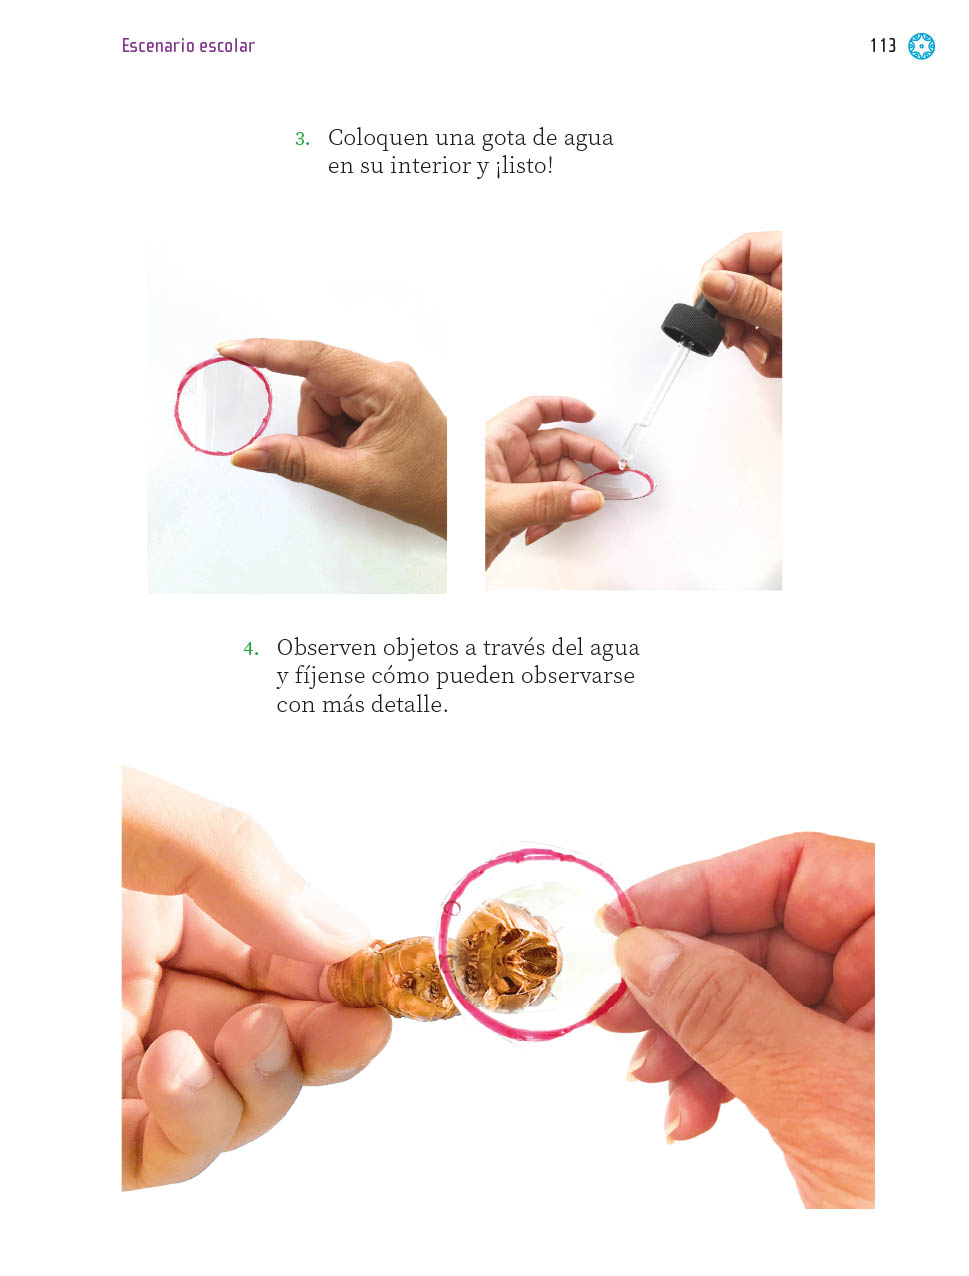 Escenario escolar
113
3. Coloquen una gota de agua
en su interior y ¡listo!
4. Observen objetos a través del agua
y fíjense cómo pueden observarse
con más detalle.